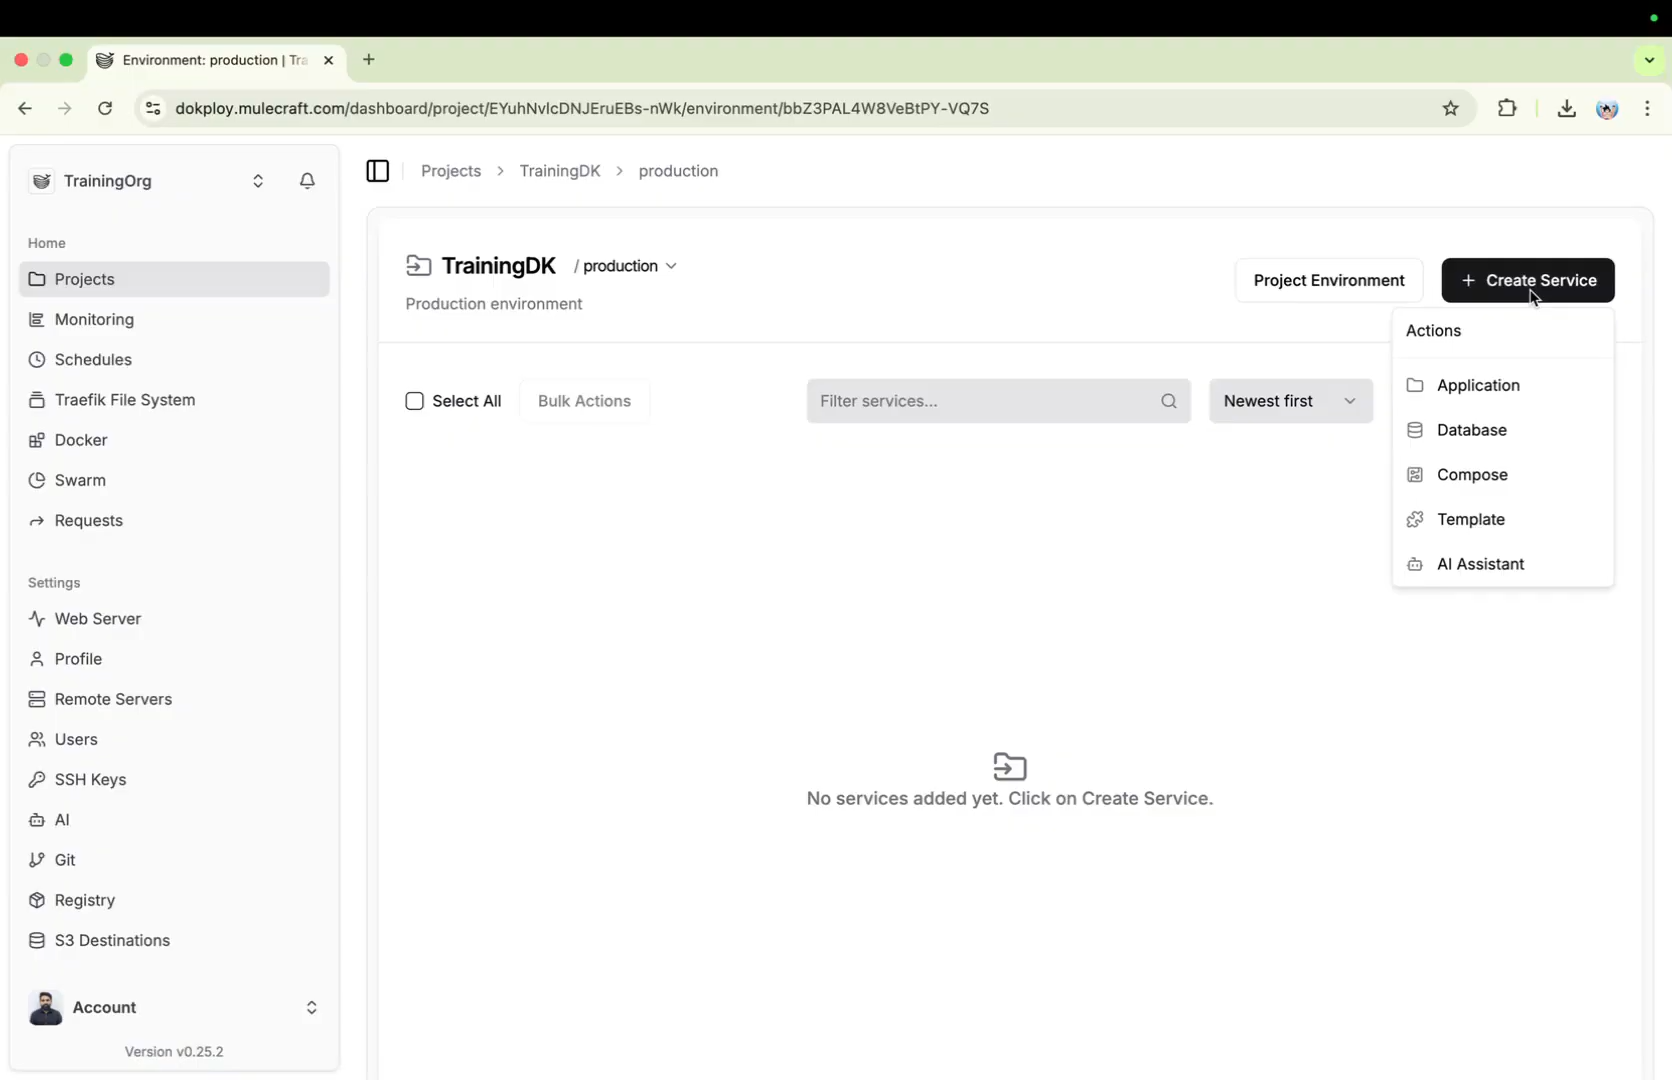 Environment: production | Tra
dokploy.mulecraft.com/dashboard/project/EYuhNvlcDNJEruEBs-nWk/environment/bbZ3PAL4W8VeBtPY-VQ7S
TrainingOrg
Home
Projects
Monitoring
Schedules
Traefik File System
Docker
Swarm
Requests
Settings
Web Server
Profile
Remote Servers
Users
SSH Keys
AI
Git
Registry
S3 Destinations
Account
Version v0.25.2
Projects > TrainingDK > production
TrainingDK / production
Production environment
Project Environment
+ Create Service
Actions
Application
Database
Compose
Template
AI Assistant
Select All
Bulk Actions
Filter services...
Newest first
No services added yet. Click on Create Service.